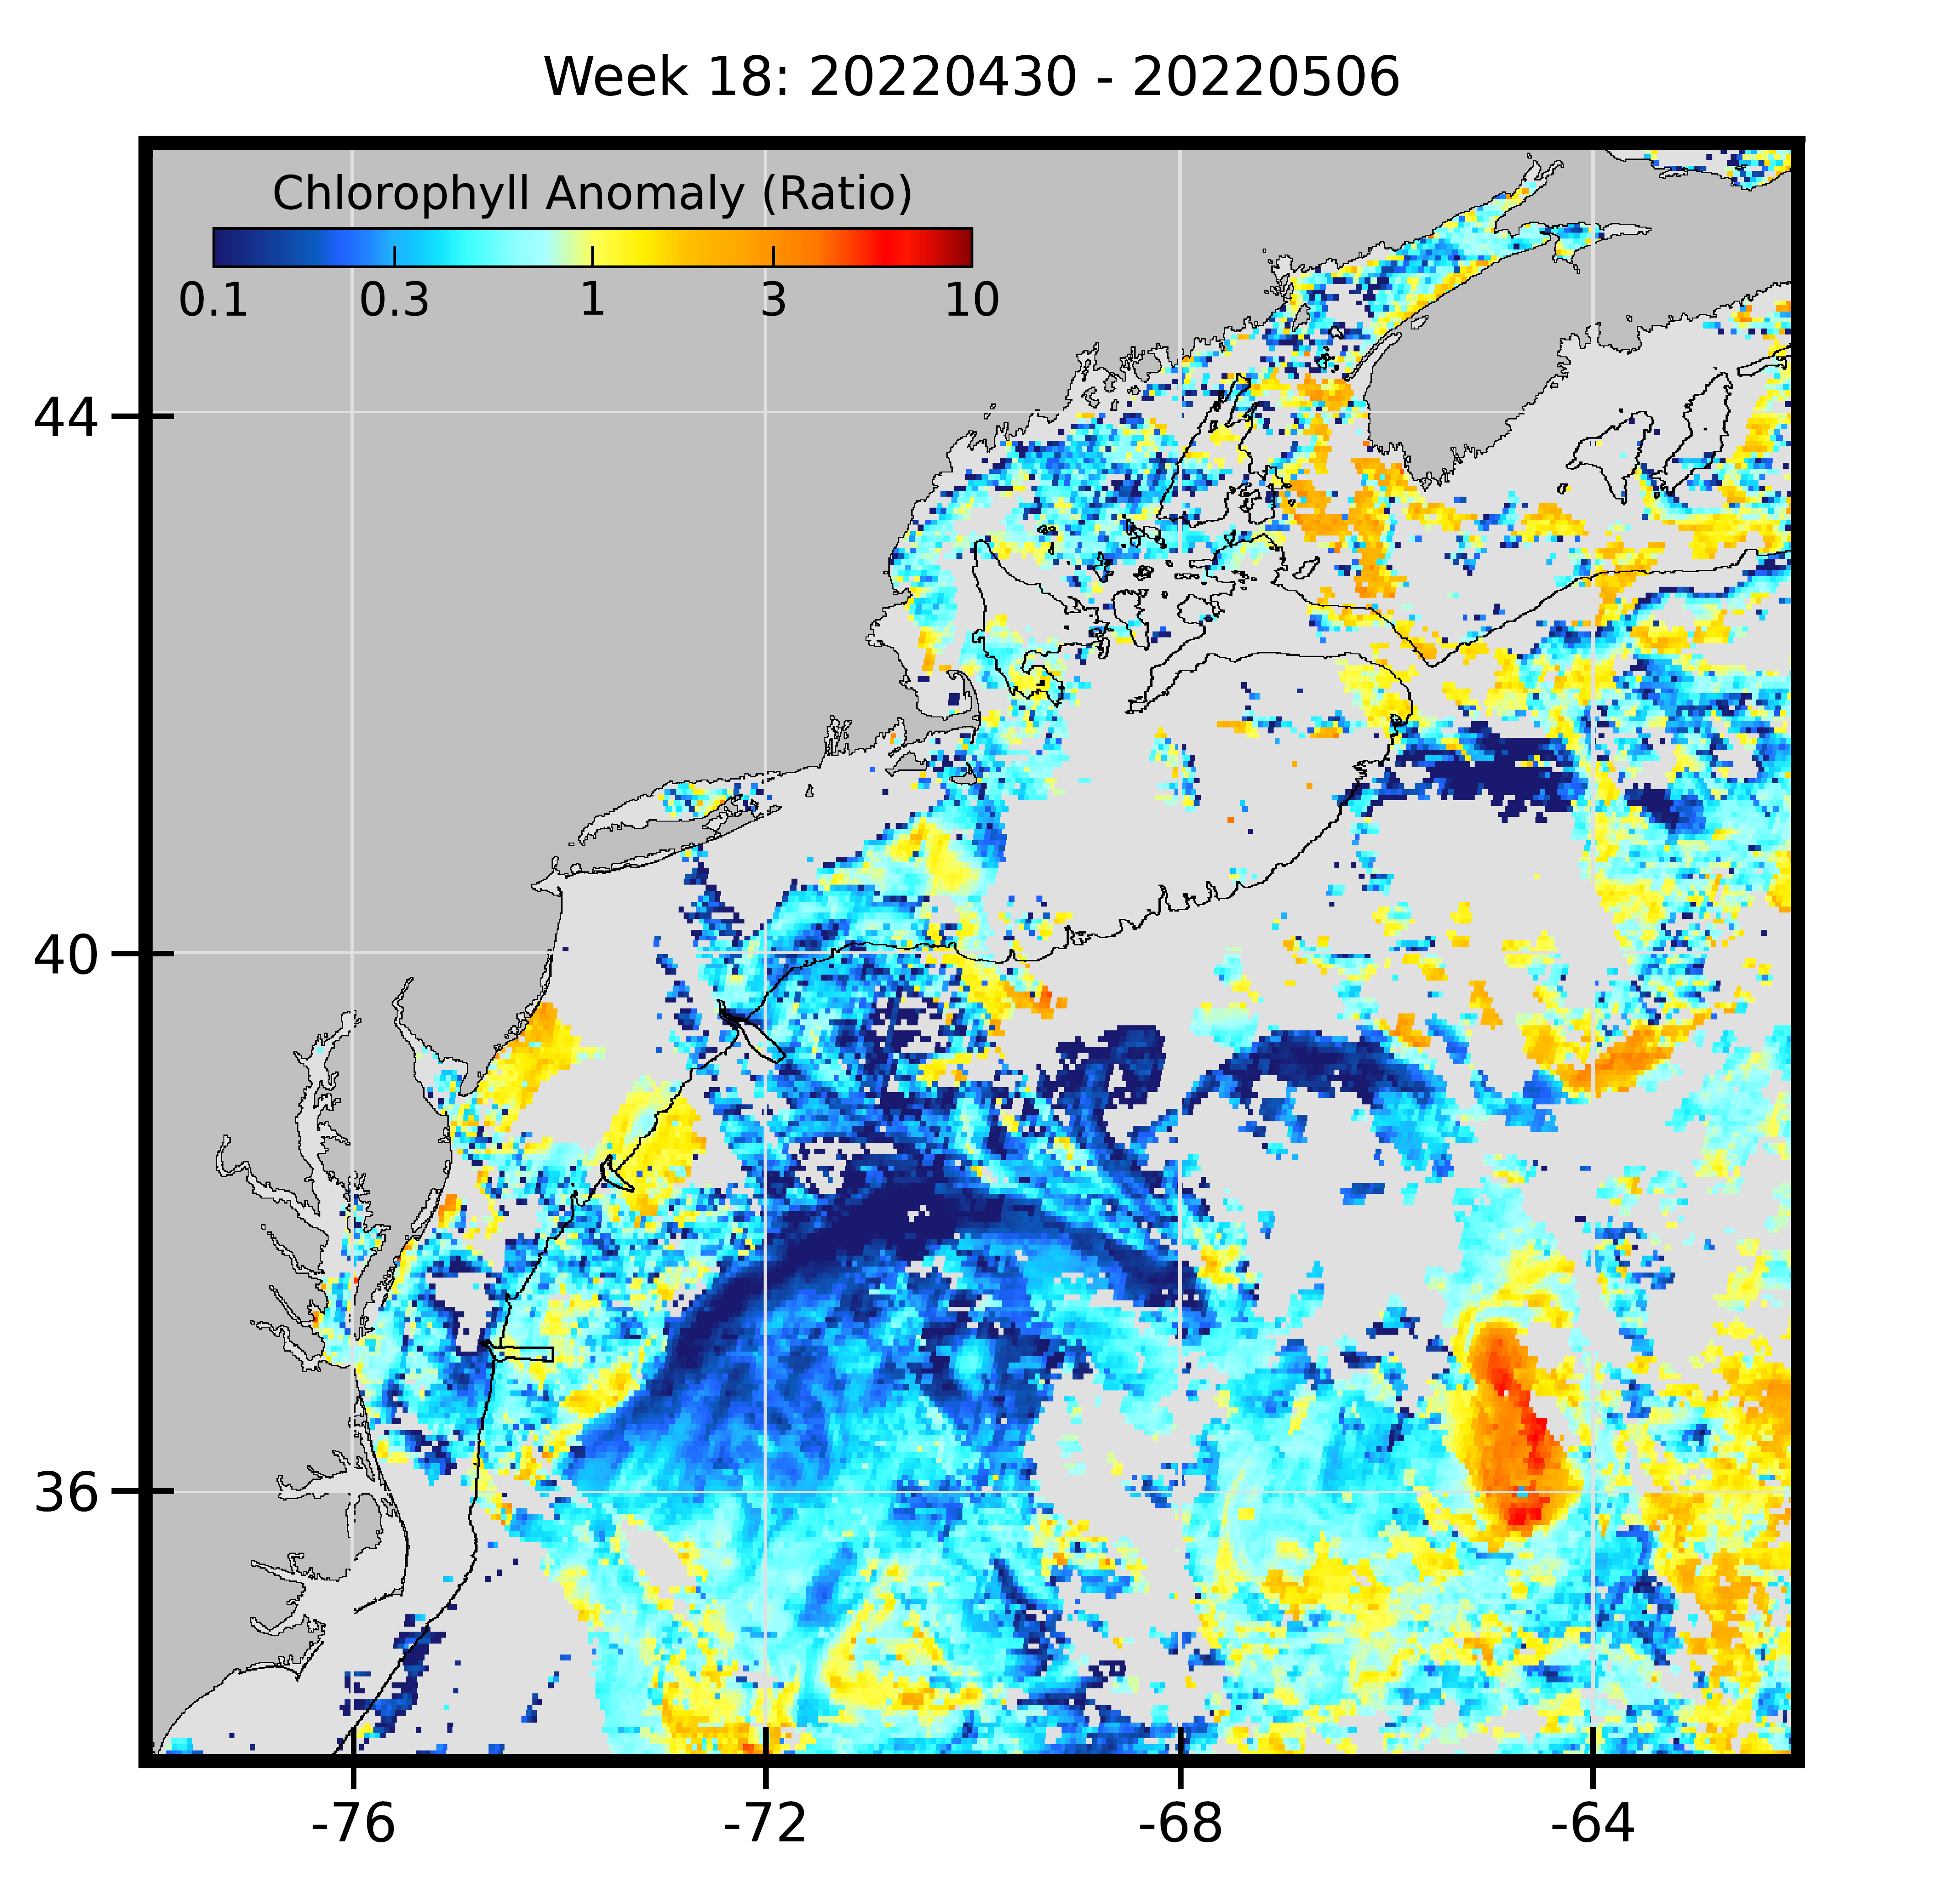 Week 18: 20220430 - 20220506
Chlorophyll Anomaly (Ratio)
0.1 0.3 1 3 10
44
40
36
-76 -72 -68 -64